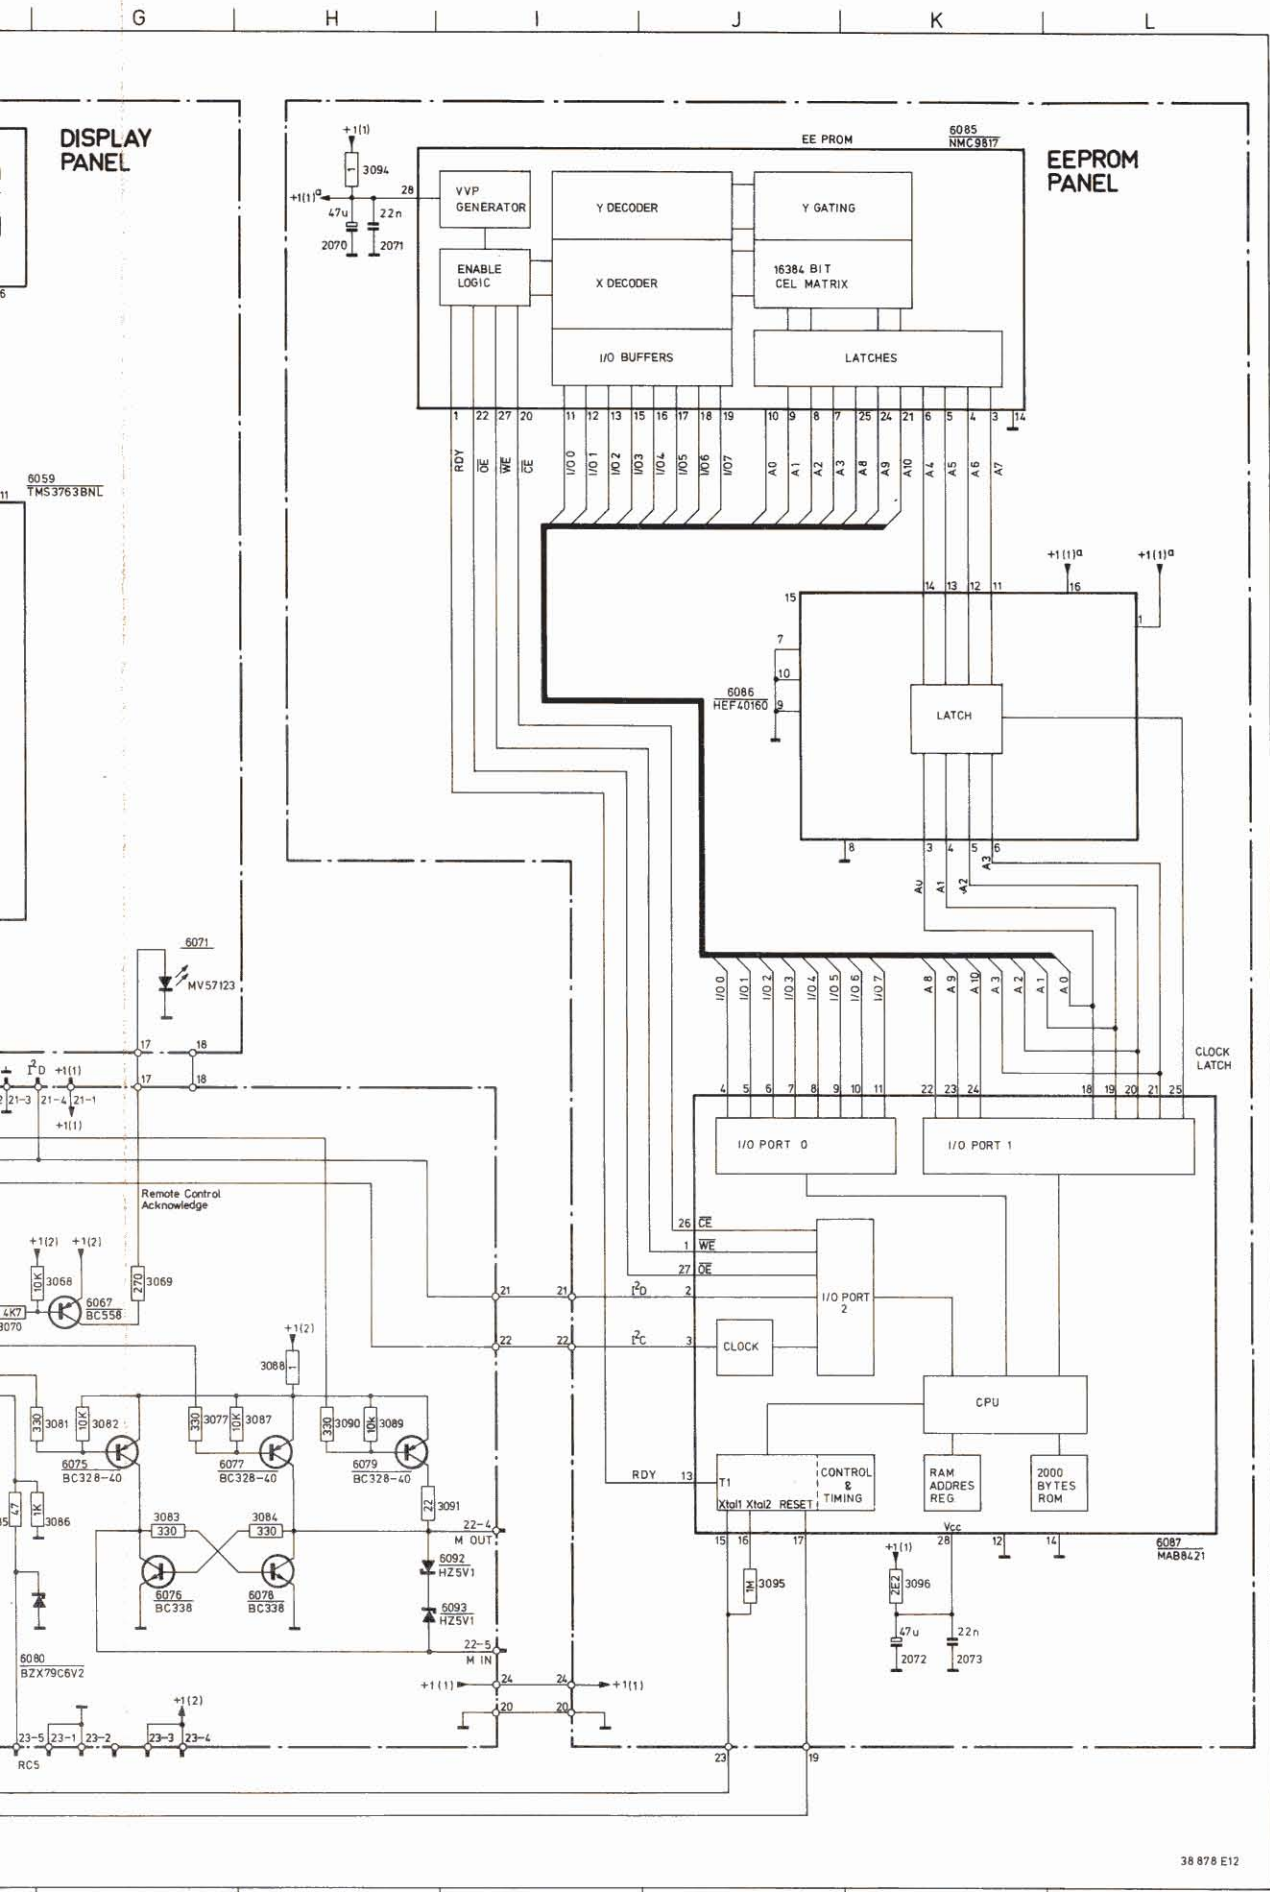 G H I J K L
DISPLAY
PANEL
6
11
6059
TMS3763BNL
6071
MV57123
17 18
I²D +1(1)
17 18
21-3 21-4 21-1
+1(1)
Remote Control
Acknowledge
+1(2) +1(2)
10K 3068
270 3069
4K7
3070
6067
BC558
+1(2)
3088 1
330 3081 10K 3082
330 3077 10K 3087
330 3090 10k 3089
6075
BC328-40
6077
BC328-40
6079
BC328-40
47 1K 3086
22 3091
3083
330
3084
330
22-4
M OUT
6092
HZ5V1
6076
BC338
6078
BC338
6093
HZ5V1
22-5
M IN
6080
BZX79C6V2
+1(1) 24 24 +1(1)
20 20
+1(2)
23-5 23-1 23-2 23-3 23-4
RC5
21 21
22 22
EEPROM
PANEL
EE PROM
6085
NMC9817
+1(1)
1 3094
+1(1)a
28
47u 22n
2070 2071
VVP
GENERATOR
Y DECODER
Y GATING
ENABLE
LOGIC
X DECODER
16384 BIT
CEL MATRIX
I/O BUFFERS
LATCHES
1 22 27 20 11 12 13 15 16 17 18 19 10 9 8 7 25 24 21 6 5 4 3 14
RDY OE WE CE I/O 0 I/O 1 I/O 2 I/O3 I/O4 I/O5 I/O6 I/O7 A0 A1 A2 A3 A8 A9 A10 A4 A5 A6 A7
+1(1)a +1(1)a
15 14 13 12 11 16
1
7
10
9
6086
HEF40160
LATCH
8 3 4 5 6
A0 A1 A2 A3
I/O 0 I/O 1 I/O 2 I/O 3 I/O 4 I/O 5 I/O 6 I/O 7 A 8 A 9 A 10 A 3 A 2 A 1 A 0
CLOCK
LATCH
4 5 6 7 8 9 10 11 22 23 24 18 19 20 21 25
I/O PORT 0
I/O PORT 1
26 CE
1 WE
27 OE
I²D 2
I/O PORT
2
I²C 3
CLOCK
CPU
RDY 13 T1
CONTROL
&
TIMING
Xtal1 Xtal2 RESET
RAM
ADDRES
REG.
2000
BYTES
ROM
Vcc
15 16 17 28 12 14
6087
MAB8421
1M 3095
+1(1)
2E2 3096
47u 22n
2072 2073
23 19
38 878 E12